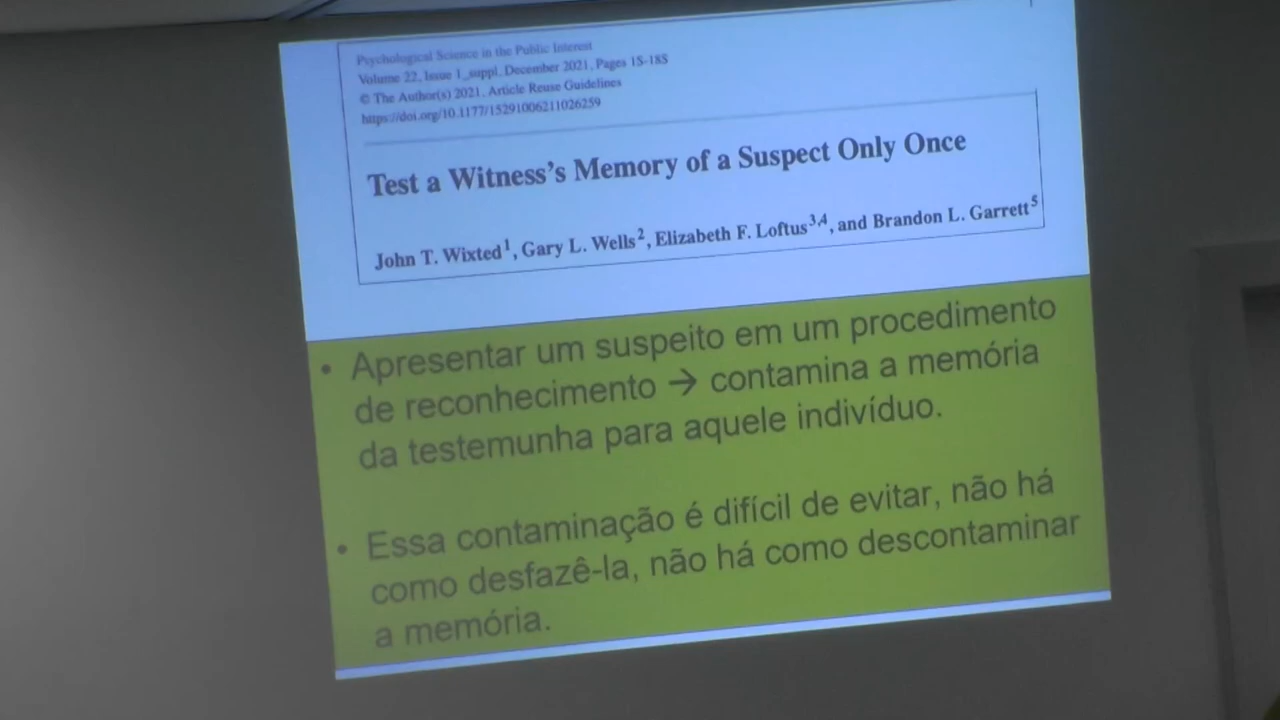 Psychological Science in the Public Interest
Volume 22, Issue 1_suppl, December 2021, Pages 1S-18S
© The Author(s) 2021, Article Reuse Guidelines
https://doi.org/10.1177/15291006211026259
Test a Witness's Memory of a Suspect Only Once
John T. Wixted1, Gary L. Wells2, Elizabeth F. Loftus3,4, and Brandon L. Garrett5
• Apresentar um suspeito em um procedimento
de reconhecimento → contamina a memória
da testemunha para aquele indivíduo.
• Essa contaminação é difícil de evitar, não há
como desfazê-la, não há como descontaminar
a memória.